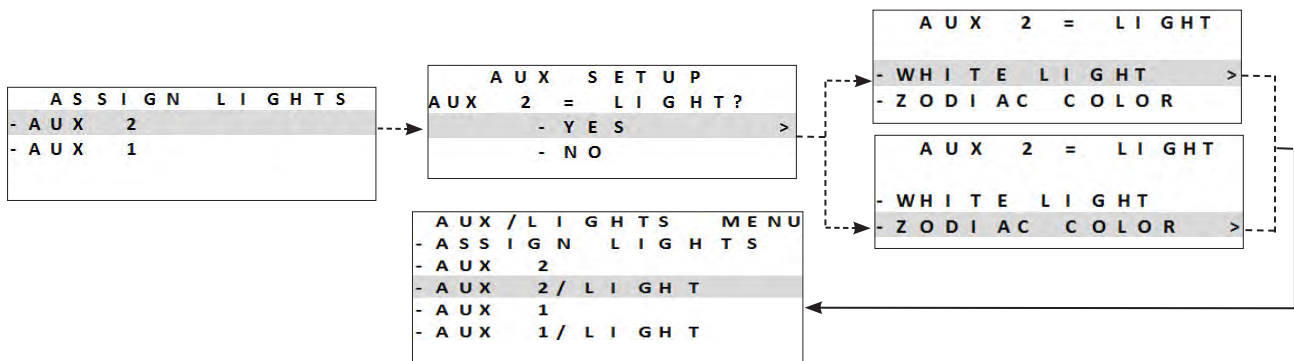 ASSIGN LIGHTS
- AUX 2
- AUX 1
AUX SETUP
AUX 2 = LIGHT?
- YES >
- NO
AUX 2 = LIGHT
- WHITE LIGHT >
- ZODIAC COLOR
AUX 2 = LIGHT
- WHITE LIGHT
- ZODIAC COLOR >
AUX/LIGHTS MENU
- ASSIGN LIGHTS
- AUX 2
- AUX 2/LIGHT
- AUX 1
- AUX 1/LIGHT